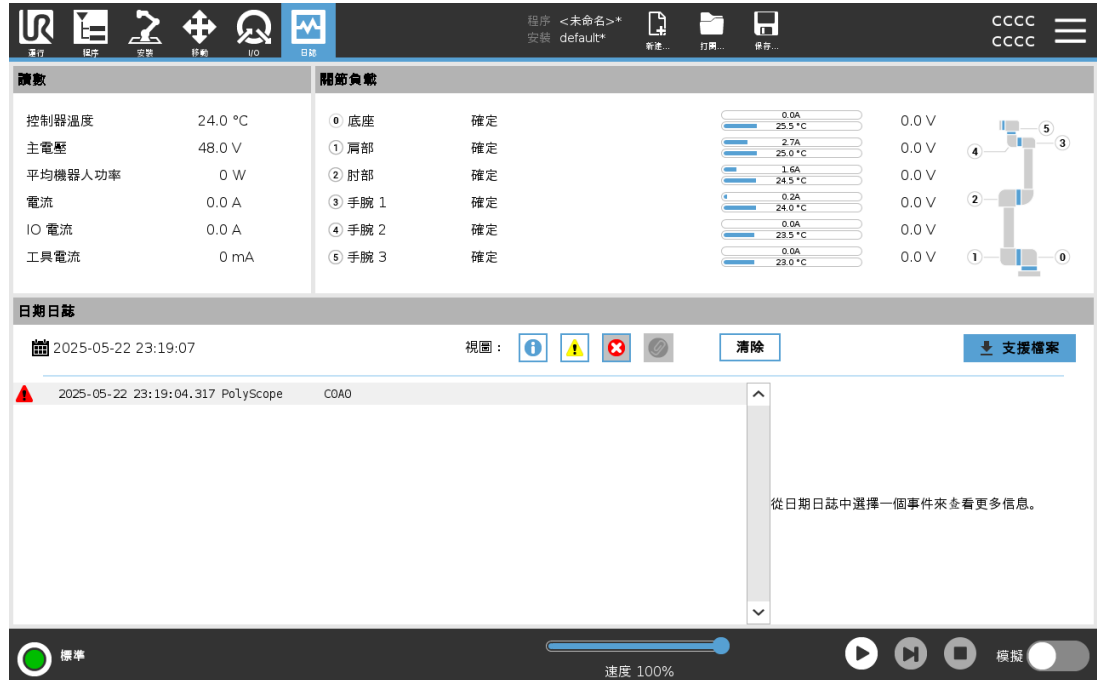 運行 程序 安裝 移動 I/O 日誌
程序 <未命名>*
安裝 default*
新建... 打開... 保存...
CCCC
CCCC
讀數
控制器溫度 24.0 °C
主電壓 48.0 V
平均機器人功率 0 W
電流 0.0 A
IO 電流 0.0 A
工具電流 0 mA
關節負載
0 底座 確定 0.0A 25.5 °C 0.0 V
1 肩部 確定 2.7A 25.0 °C 0.0 V
2 肘部 確定 1.6A 24.5 °C 0.0 V
3 手腕 1 確定 0.2A 24.0 °C 0.0 V
4 手腕 2 確定 0.0A 23.5 °C 0.0 V
5 手腕 3 確定 0.0A 23.0 °C 0.0 V
5
3
4
2
1 0
日期日誌
2025-05-22 23:19:07 視圖： 清除 支援檔案
2025-05-22 23:19:04.317 PolyScope C0A0
從日期日誌中選擇一個事件來查看更多信息。
標準
速度 100%
模擬